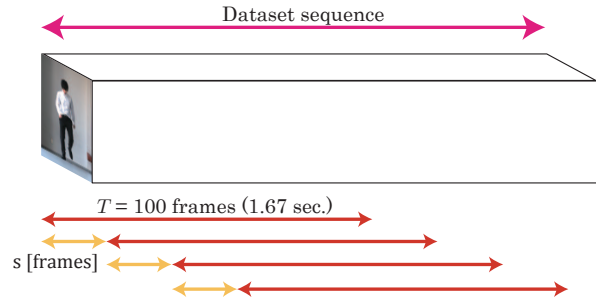 Dataset sequence
T = 100 frames (1.67 sec.)
s [frames]